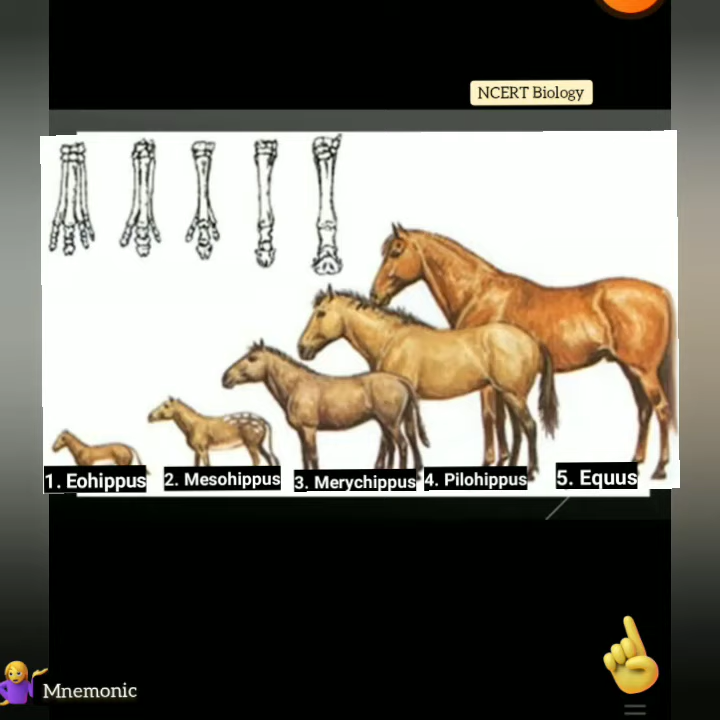 NCERT Biology
1. Eohippus
2. Mesohippus
3. Merychippus
4. Pilohippus
5. Equus
Mnemonic